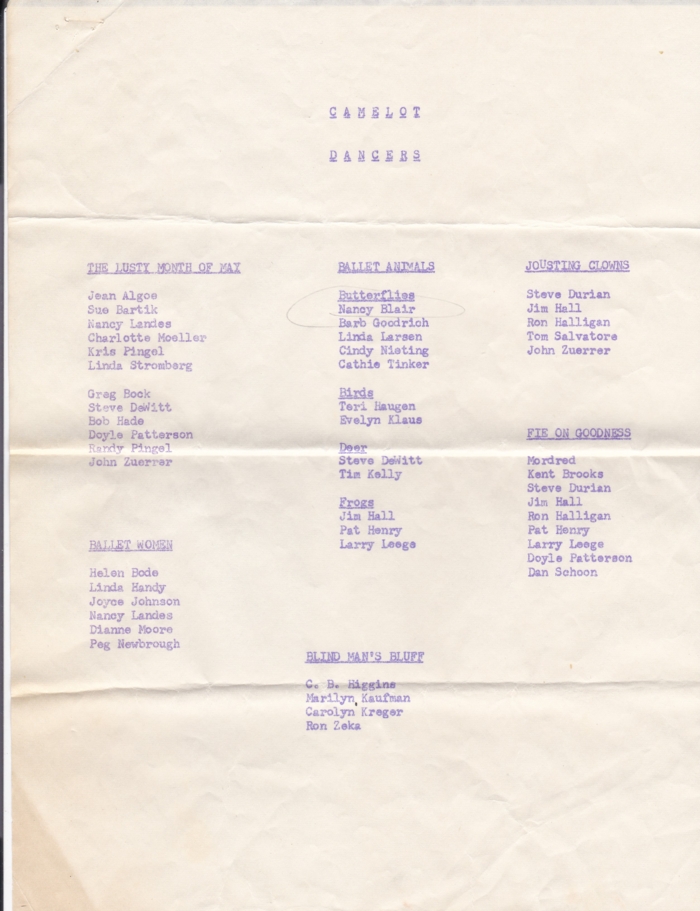 C A M E L O T
D A N C E R S
THE LUSTY MONTH OF MAY
Jean Algoe
Sue Bartik
Nancy Landes
Charlotte Moeller
Kris Pingel
Linda Stromberg
Greg Bock
Steve DeWitt
Bob Hade
Doyle Patterson
Randy Pingel
John Zuerrer
BALLET WOMEN
Helen Bode
Linda Handy
Joyce Johnson
Nancy Landes
Dianne Moore
Peg Newbrough
BALLET ANIMALS
Butterflies
Nancy Blair
Barb Goodrich
Linda Larsen
Cindy Nieting
Cathie Tinker
Birds
Teri Haugen
Evelyn Klaus
Deer
Steve DeWitt
Tim Kelly
Frogs
Jim Hall
Pat Henry
Larry Leege
JOUSTING CLOWNS
Steve Durian
Jim Hall
Ron Halligan
Tom Salvatore
John Zuerrer
FIE ON GOODNESS
Mordred
Kent Brooks
Steve Durian
Jim Hall
Ron Halligan
Pat Henry
Larry Leege
Doyle Patterson
Dan Schoon
BLIND MAN'S BLUFF
C. B. Higgins
Marilyn Kaufman
Carolyn Kreger
Ron Zeka